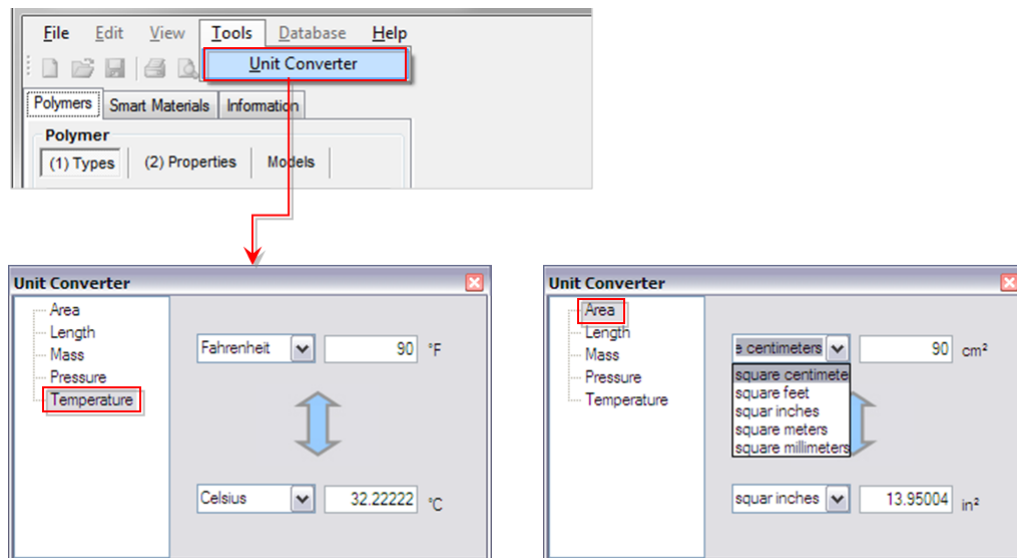 File Edit View Tools Database Help
Unit Converter
Polymers Smart Materials Information
Polymer
(1) Types (2) Properties Models
Unit Converter
Area
Length
Mass
Pressure
Temperature
Fahrenheit 90 °F
Celsius 32.22222 °C
Unit Converter
Area
Length
Mass
Pressure
Temperature
e centimeters 90 cm²
square centimete
square feet
squar inches
square meters
square millimeters
squar inches 13.95004 in²